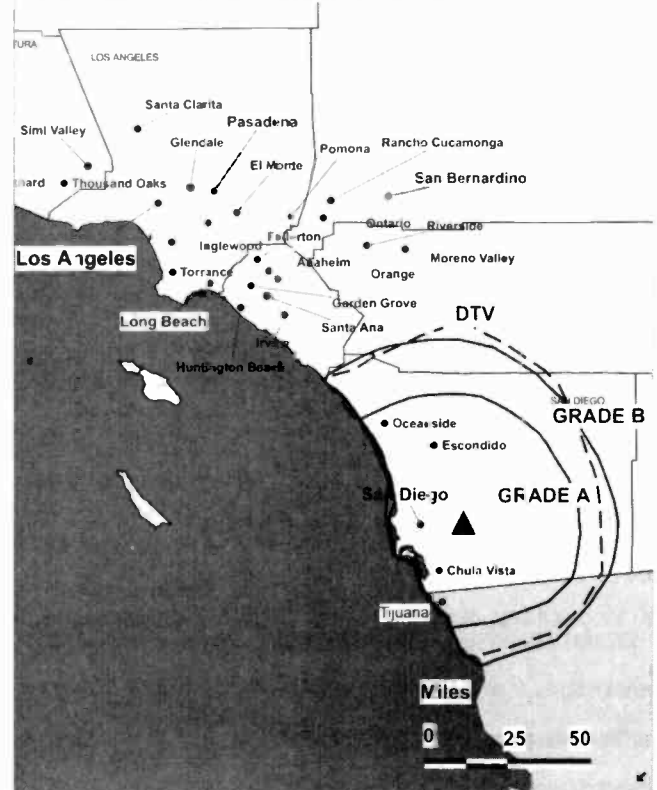 TURA
LOS ANGELES
Santa Clarita
Pasadena
Simi Valley
Glendale
El Monte
Pomona
Rancho Cucamonga
San Bernardino
nard
Thousand Oaks
Ontario
Riverside
Inglewood
Fullerton
Los Angeles
Anaheim
Moreno Valley
Torrance
Orange
Garden Grove
Long Beach
Santa Ana
DTV
Irvine
Huntington Beach
SAN DIEGO
GRADE B
Oceanside
Escondido
San Diego
GRADE A
Chula Vista
Tijuana
Miles
0 25 50